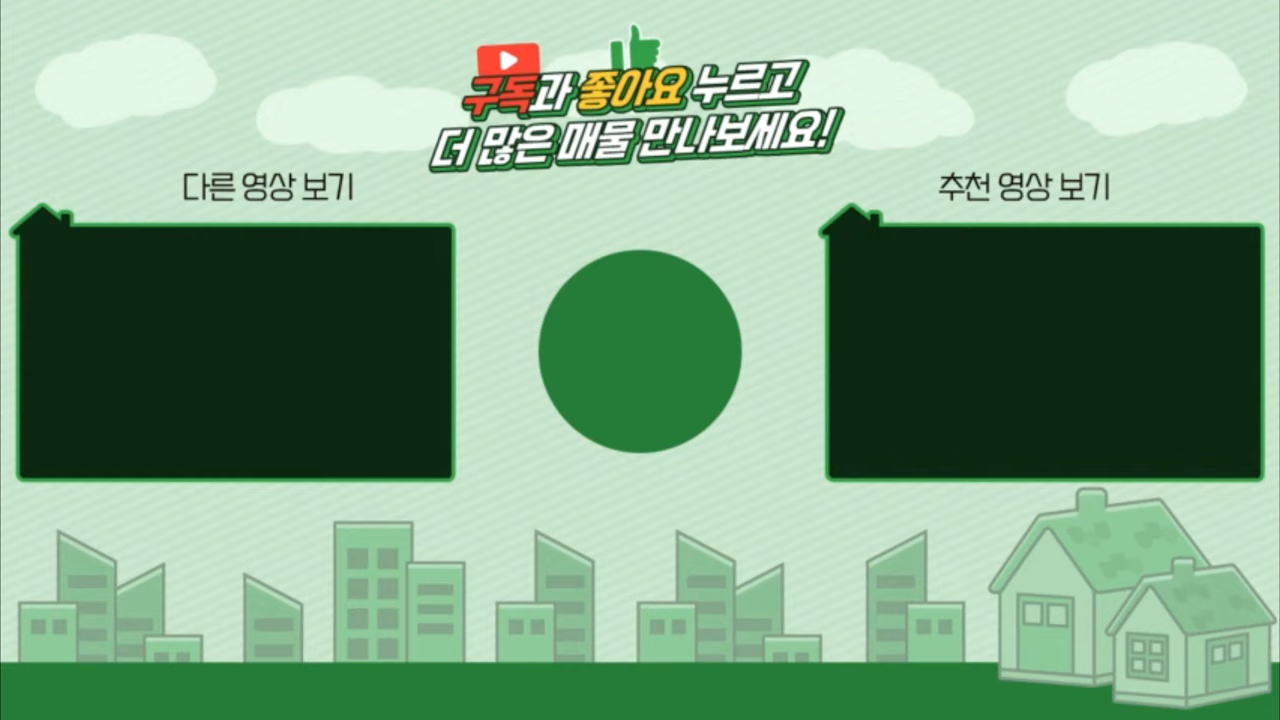 구독과 좋아요 누르고
더 많은 매물 만나보세요!
다른 영상 보기
추천 영상 보기